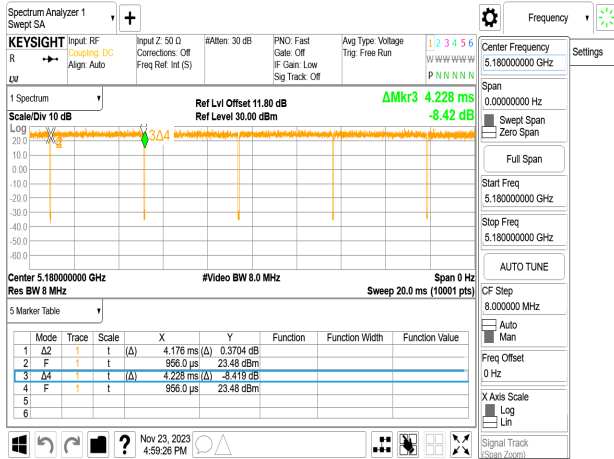 Spectrum Analyzer 1
Swept SA
Frequency
KEYSIGHT
R
Input: RF
Coupling: DC
Align: Auto
Input Z: 50 Ω
Corrections: Off
Freq Ref: Int (S)
#Atten: 30 dB
PNO: Fast
Gate: Off
IF Gain: Low
Sig Track: Off
Avg Type: Voltage
Trig: Free Run
1 2 3 4 5 6
W W W W W W
P N N N N N
1 Spectrum
Scale/Div 10 dB
Ref Lvl Offset 11.80 dB
Ref Level 30.00 dBm
ΔMkr3 4.228 ms
-8.42 dB
Log
3Δ4
20.0
10.0
0.00
-10.0
-20.0
-30.0
-40.0
-50.0
-60.0
Center 5.180000000 GHz
#Video BW 8.0 MHz
Span 0 Hz
Res BW 8 MHz
Sweep 20.0 ms (10001 pts)
5 Marker Table
Mode Trace Scale X Y Function Function Width Function Value
1 Δ2 1 t (Δ) 4.176 ms (Δ) 0.3704 dB
2 F 1 t 956.0 µs 23.48 dBm
3 Δ4 1 t (Δ) 4.228 ms (Δ) -8.419 dB
4 F 1 t 956.0 µs 23.48 dBm
5
6
Nov 23, 2023
4:59:26 PM
?
Center Frequency
5.180000000 GHz
Settings
Span
0.00000000 Hz
Swept Span
Zero Span
Full Span
Start Freq
5.180000000 GHz
Stop Freq
5.180000000 GHz
AUTO TUNE
CF Step
8.000000 MHz
Auto
Man
Freq Offset
0 Hz
X Axis Scale
Log
Lin
Signal Track
(Span Zoom)